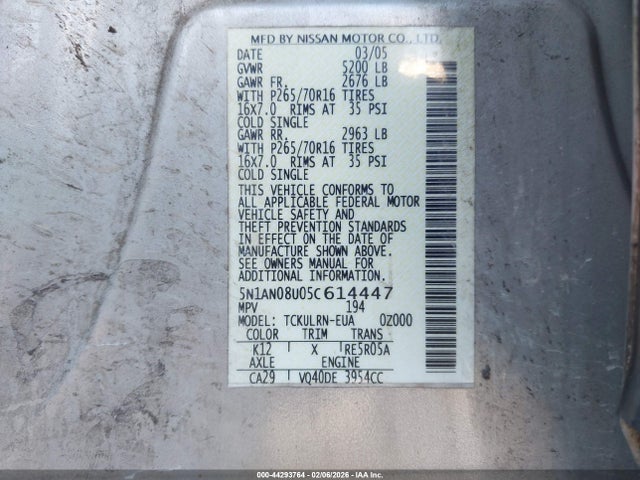 MFD BY NISSAN MOTOR CO., LTD.
DATE 03/05
GVWR 5200 LB
GAWR FR. 2676 LB
WITH P265/70R16 TIRES
16X7.0 RIMS AT 35 PSI
COLD SINGLE
GAWR RR. 2963 LB
WITH P265/70R16 TIRES
16X7.0 RIMS AT 35 PSI
COLD SINGLE
THIS VEHICLE CONFORMS TO
ALL APPLICABLE FEDERAL MOTOR
VEHICLE SAFETY AND
THEFT PREVENTION STANDARDS
IN EFFECT ON THE DATE OF
MANUFACTURE SHOWN ABOVE.
SEE OWNERS MANUAL FOR
ADDITIONAL INFORMATION.
5N1AN08U05C614447
MPV 194
MODEL: TCKULRN-EUA 0Z000
COLOR TRIM TRANS
K12 X RE5R05A
AXLE ENGINE
CA29 VQ40DE 3954CC
000-44293764 | 02/06/2026 | IAA Inc.